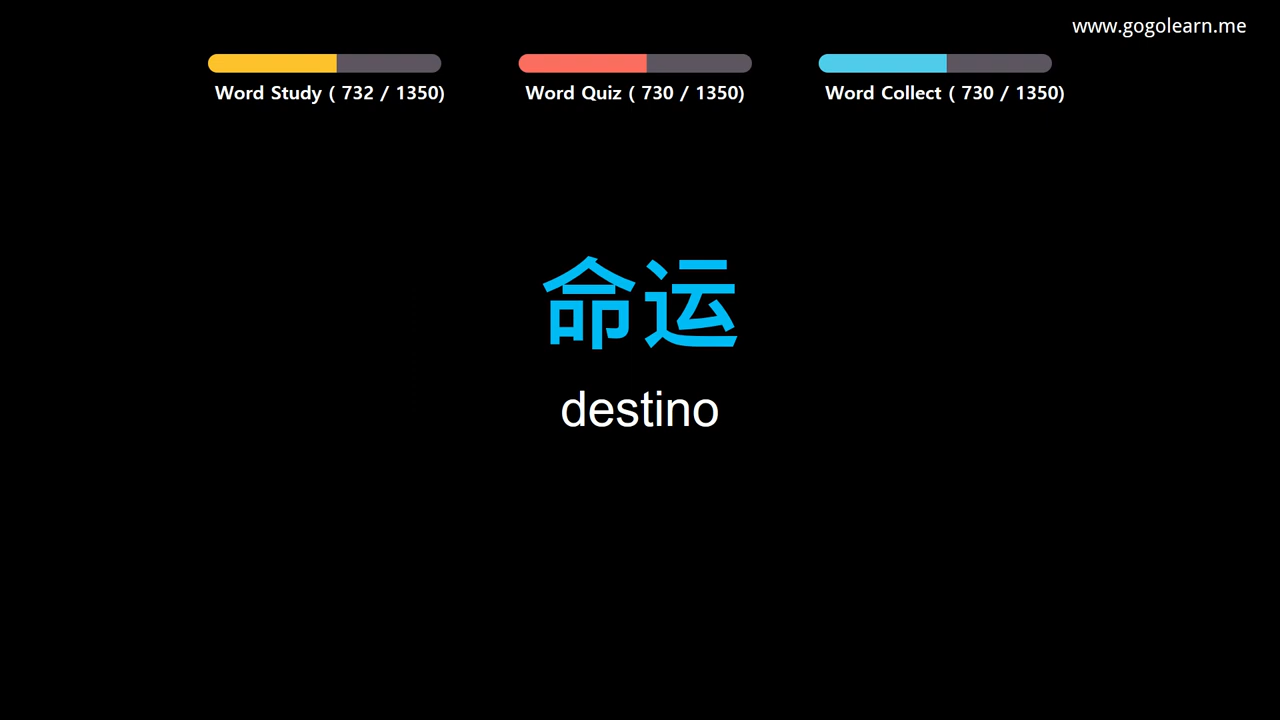 www.gogolearn.me
Word Study ( 732 / 1350)
Word Quiz ( 730 / 1350)
Word Collect ( 730 / 1350)
命运
destino